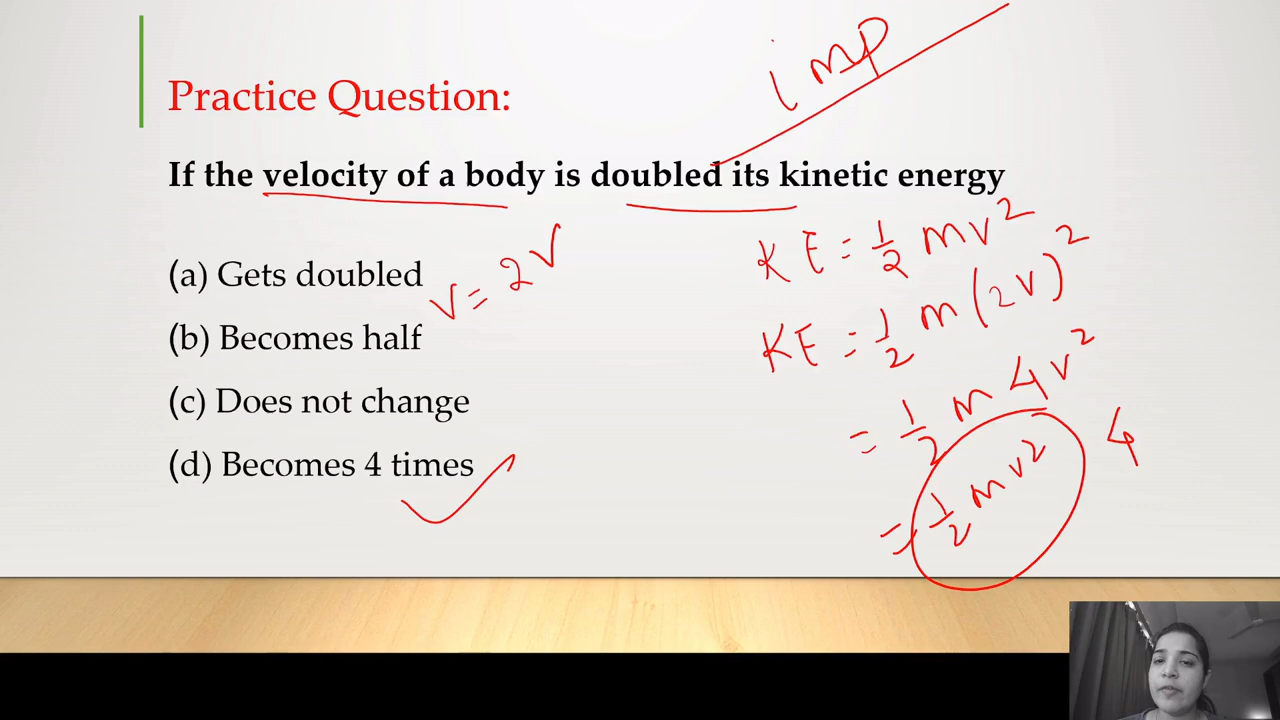 imp
Practice Question:
If the velocity of a body is doubled its kinetic energy
(a) Gets doubled
(b) Becomes half
(c) Does not change
(d) Becomes 4 times
V = 2V
KE = 1/2 mv²
KE = 1/2 m(2v)²
= 1/2 m 4v²
= 1/2 mv² 4